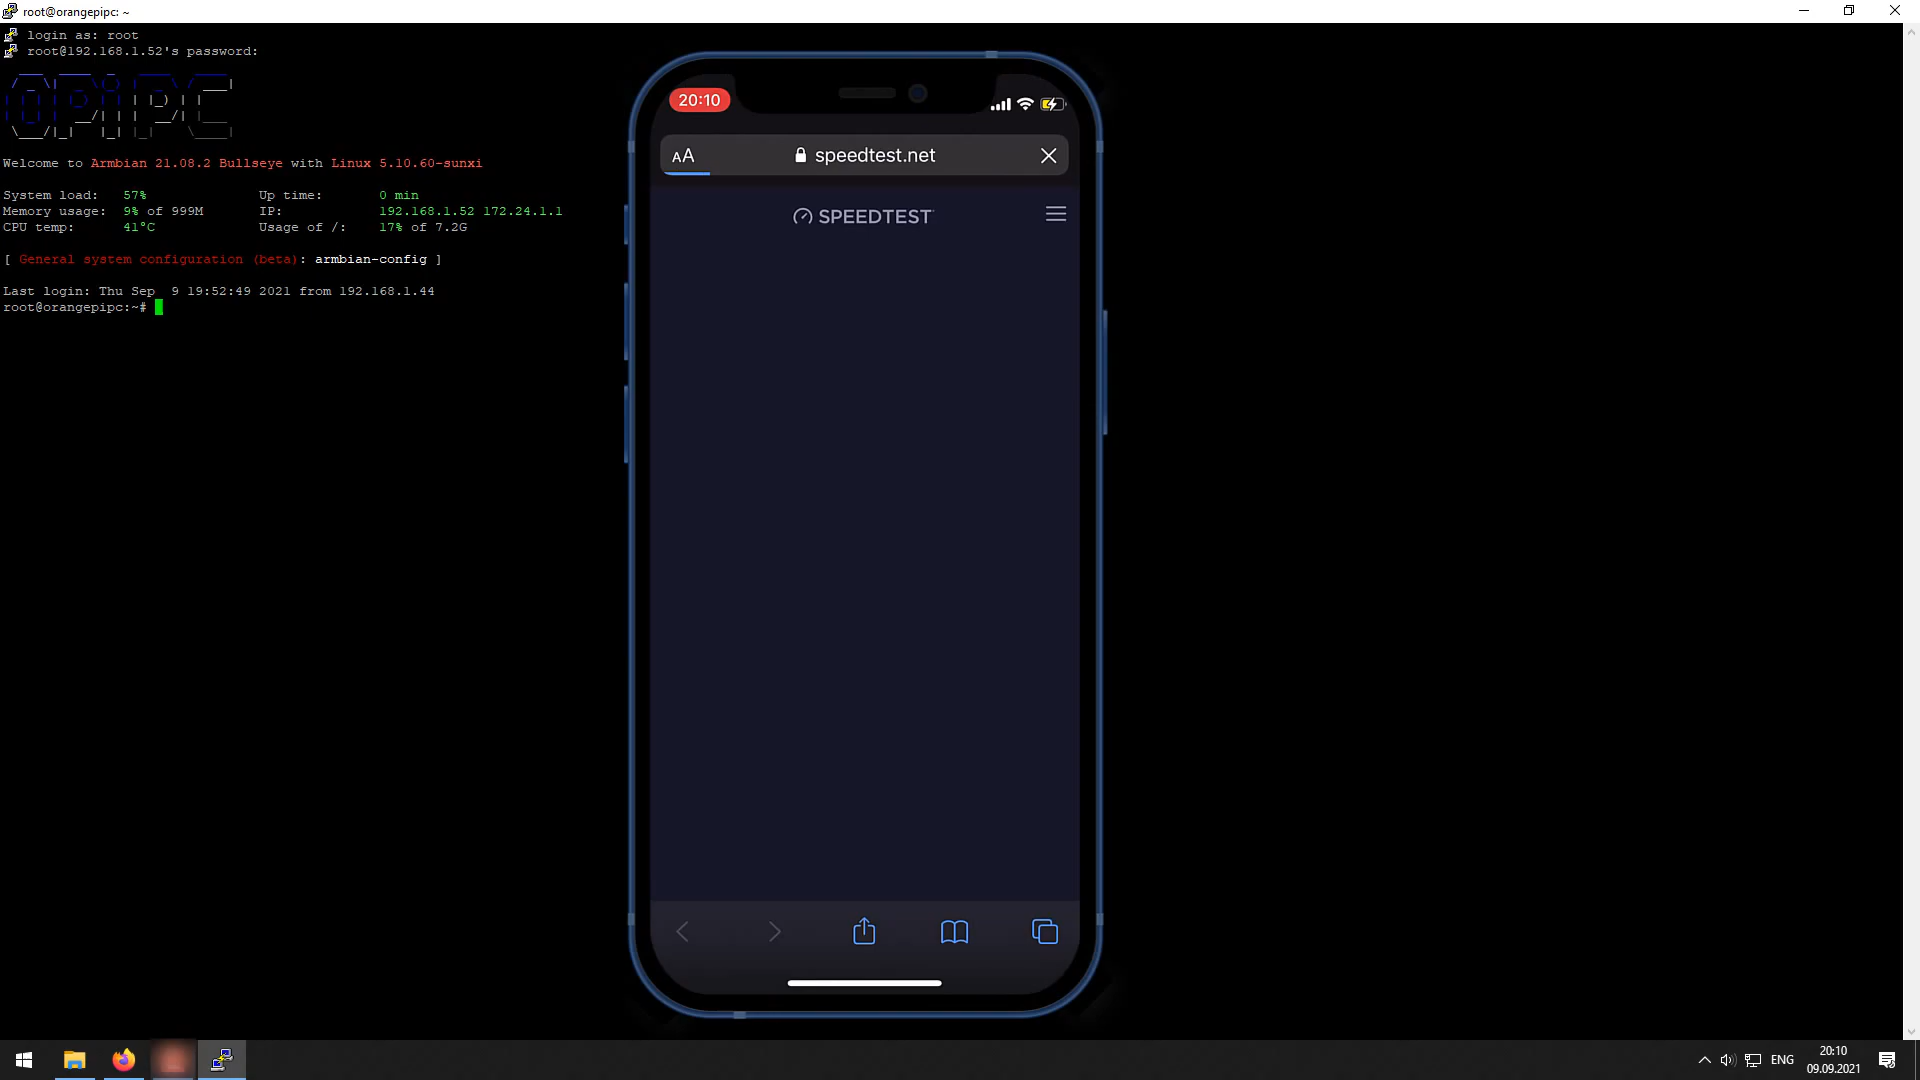 root@orangepipc: ~
login as: root
root@192.168.1.52's password:
Welcome to Armbian 21.08.2 Bullseye with Linux 5.10.60-sunxi
System load: 57% Up time: 0 min
Memory usage: 9% of 999M IP: 192.168.1.52 172.24.1.1
CPU temp: 41°C Usage of /: 17% of 7.2G
[ General system configuration (beta): armbian-config ]
Last login: Thu Sep 9 19:52:49 2021 from 192.168.1.44
root@orangepipc:~#
20:10
AA speedtest.net
SPEEDTEST
ENG
20:10
09.09.2021